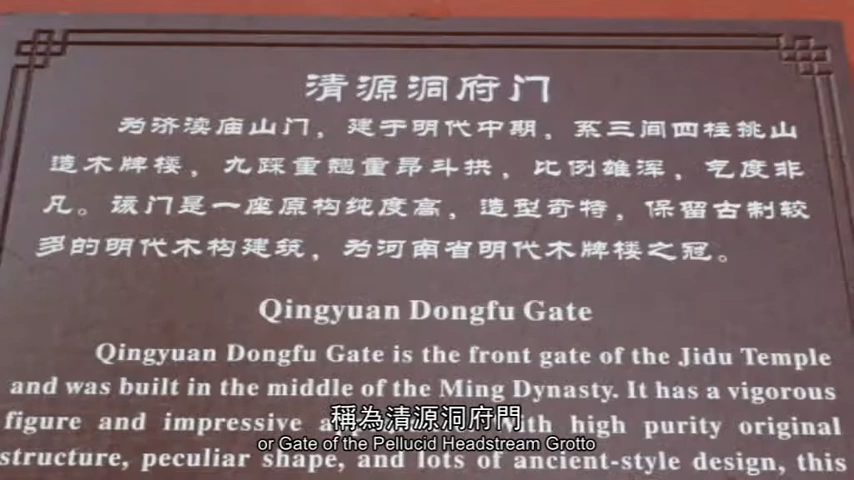 清源洞府门
为济渎庙山门，建于明代中期，系三间四柱挑山
造木牌楼，九踩重翘重昂斗拱，比例雄浑，气度非
凡。该门是一座原构纯度高，造型奇特，保留古制较
多的明代木构建筑，为河南省明代木牌楼之冠。
Qingyuan Dongfu Gate
Qingyuan Dongfu Gate is the front gate of the Jidu Temple
and was built in the middle of the Ming Dynasty. It has a vigorous
figure and impressive with high purity original
稱為清源洞府門
or Gate of the Pellucid Headstream Grotto
structure, peculiar shape, and lots of ancient-style design, this